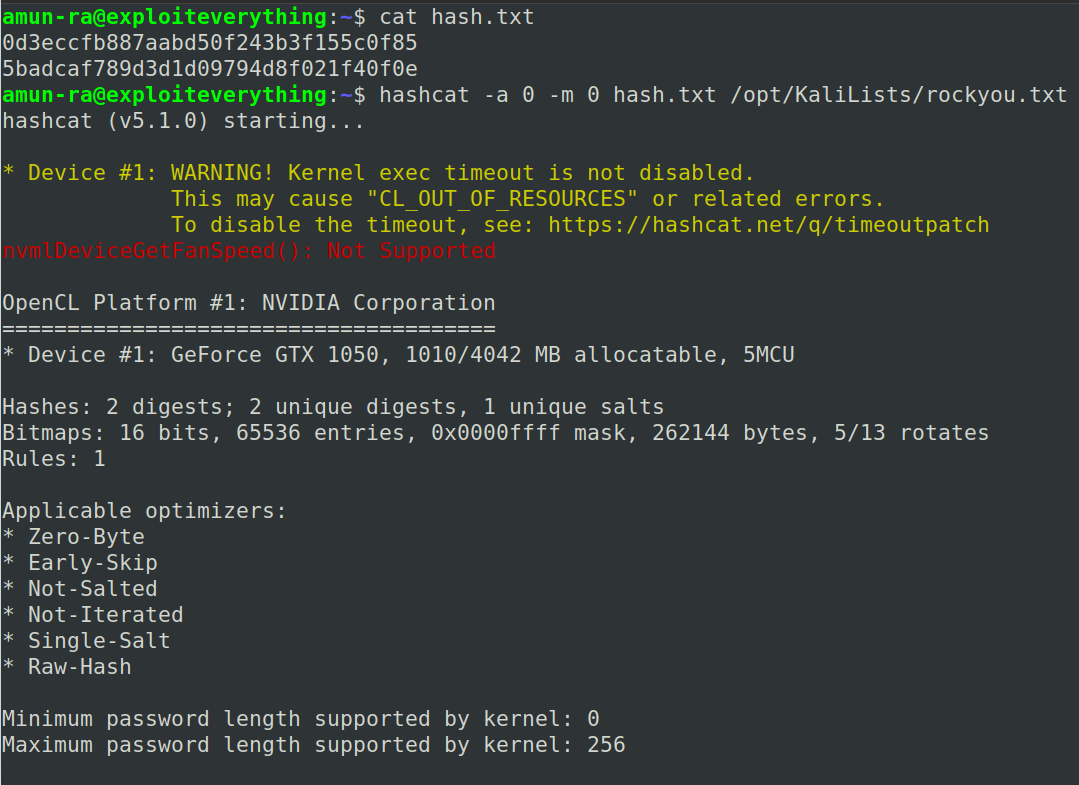 amun-ra@exploiteverything:~$ cat hash.txt
0d3eccfb887aabd50f243b3f155c0f85
5badcaf789d3d1d09794d8f021f40f0e
amun-ra@exploiteverything:~$ hashcat -a 0 -m 0 hash.txt /opt/KaliLists/rockyou.txt
hashcat (v5.1.0) starting...
* Device #1: WARNING! Kernel exec timeout is not disabled.
This may cause "CL_OUT_OF_RESOURCES" or related errors.
To disable the timeout, see: https://hashcat.net/q/timeoutpatch
nvmlDeviceGetFanSpeed(): Not Supported
OpenCL Platform #1: NVIDIA Corporation
======================================
* Device #1: GeForce GTX 1050, 1010/4042 MB allocatable, 5MCU
Hashes: 2 digests; 2 unique digests, 1 unique salts
Bitmaps: 16 bits, 65536 entries, 0x0000ffff mask, 262144 bytes, 5/13 rotates
Rules: 1
Applicable optimizers:
* Zero-Byte
* Early-Skip
* Not-Salted
* Not-Iterated
* Single-Salt
* Raw-Hash
Minimum password length supported by kernel: 0
Maximum password length supported by kernel: 256